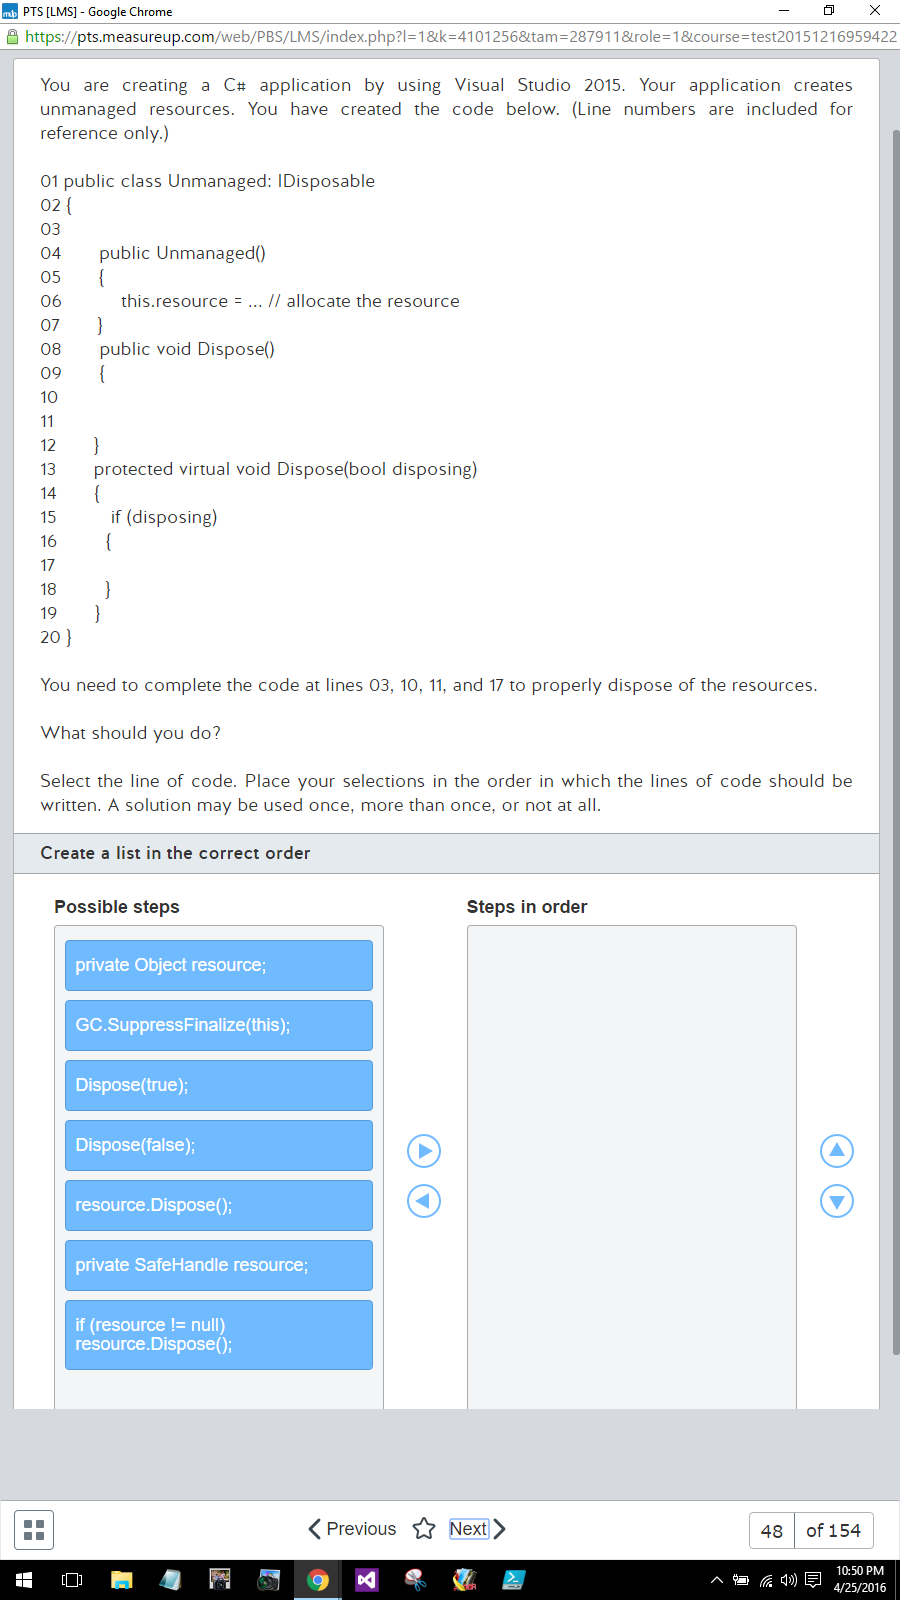 PTS [LMS] - Google Chrome
https://pts.measureup.com/web/PBS/LMS/index.php?l=1&k=4101256&tam=287911&role=1&course=test20151216959422
You are creating a C# application by using Visual Studio 2015. Your application creates
unmanaged resources. You have created the code below. (Line numbers are included for
reference only.)
01 public class Unmanaged: IDisposable
02 {
03
04 public Unmanaged()
05 {
06 this.resource = ... // allocate the resource
07 }
08 public void Dispose()
09 {
10
11
12 }
13 protected virtual void Dispose(bool disposing)
14 {
15 if (disposing)
16 {
17
18 }
19 }
20 }
You need to complete the code at lines 03, 10, 11, and 17 to properly dispose of the resources.
What should you do?
Select the line of code. Place your selections in the order in which the lines of code should be
written. A solution may be used once, more than once, or not at all.
Create a list in the correct order
Possible steps
Steps in order
private Object resource;
GC.SuppressFinalize(this);
Dispose(true);
Dispose(false);
resource.Dispose();
private SafeHandle resource;
if (resource != null)
resource.Dispose();
Previous
Next
48 of 154
10:50 PM
4/25/2016